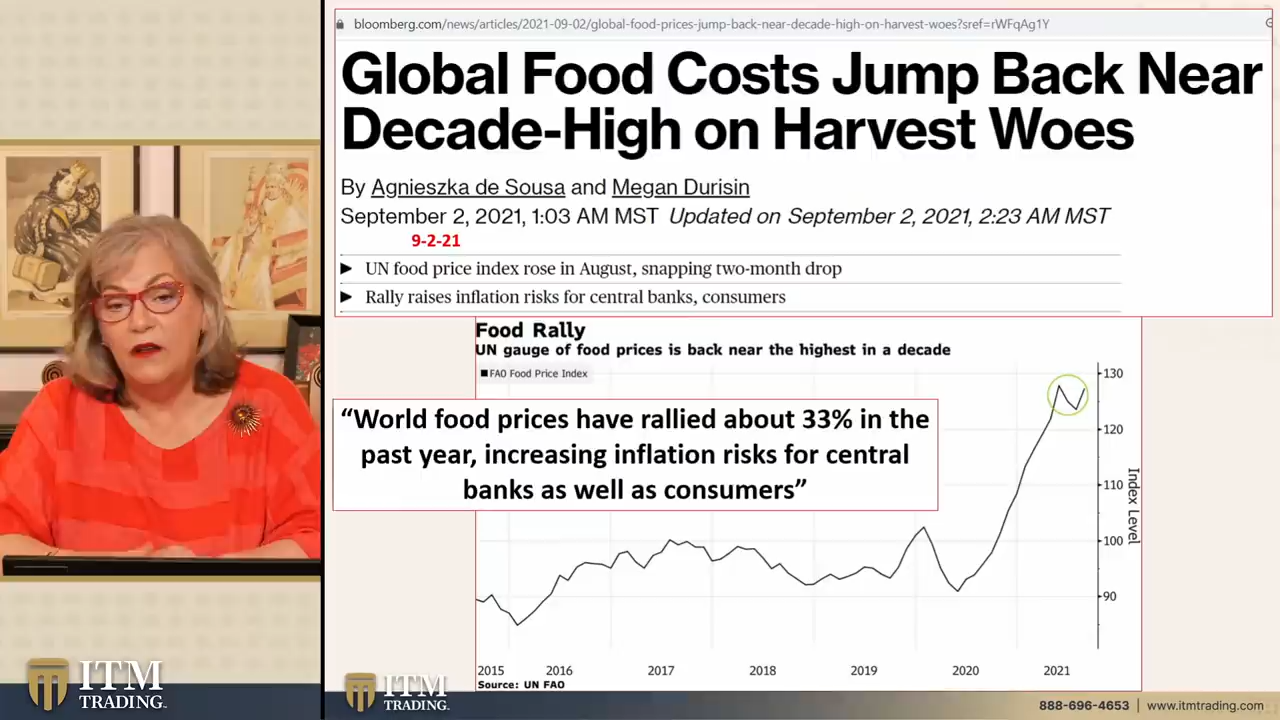 bloomberg.com/news/articles/2021-09-02/global-food-prices-jump-back-near-decade-high-on-harvest-woes?sref=rWFqAg1Y
Global Food Costs Jump Back Near
Decade-High on Harvest Woes
By Agnieszka de Sousa and Megan Durisin
September 2, 2021, 1:03 AM MST Updated on September 2, 2021, 2:23 AM MST
9-2-21
▶ UN food price index rose in August, snapping two-month drop
▶ Rally raises inflation risks for central banks, consumers
Food Rally
UN gauge of food prices is back near the highest in a decade
FAO Food Price Index
“World food prices have rallied about 33% in the
past year, increasing inflation risks for central
banks as well as consumers”
130
120
110
100
90
Index Level
2015 2016 2017 2018 2019 2020 2021
Source: UN FAO
ITM
TRADING.
ITM
TRADING.
888-696-4653 | www.itmtrading.com